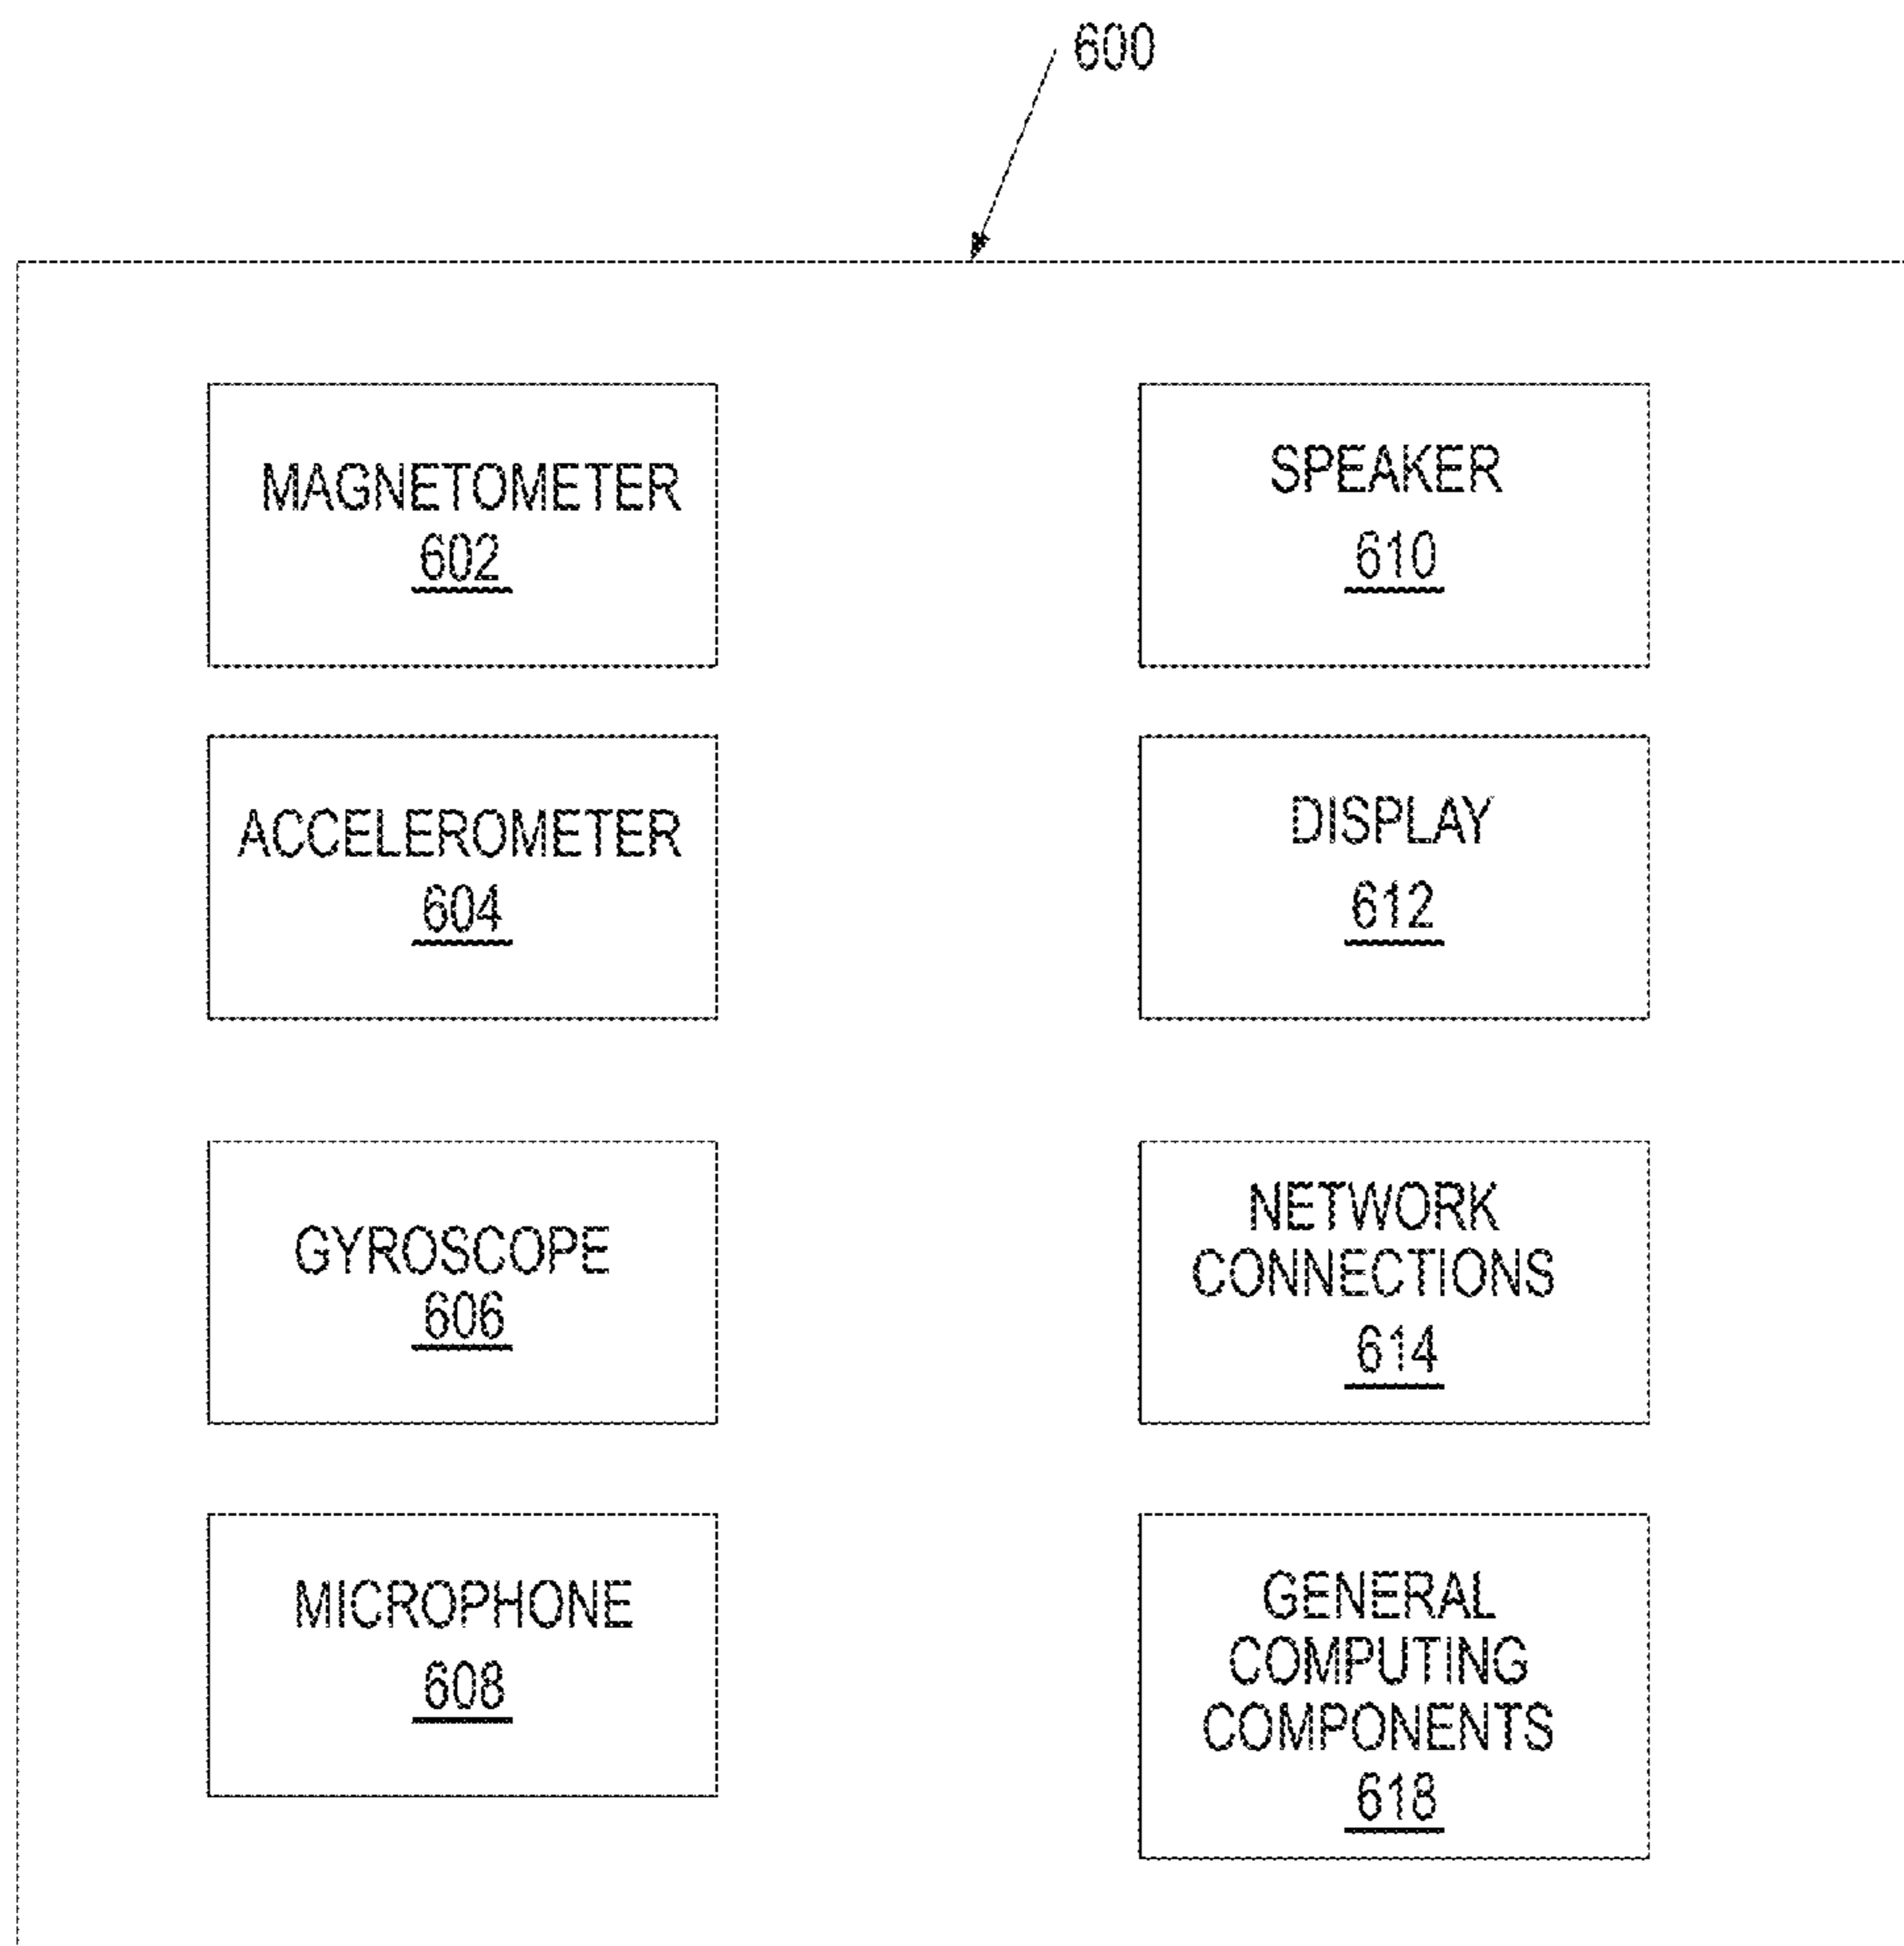 600
MAGNETOMETER
602
SPEAKER
610
ACCELEROMETER
604
DISPLAY
612
GYROSCOPE
606
NETWORK
CONNECTIONS
614
MICROPHONE
608
GENERAL
COMPUTING
COMPONENTS
618